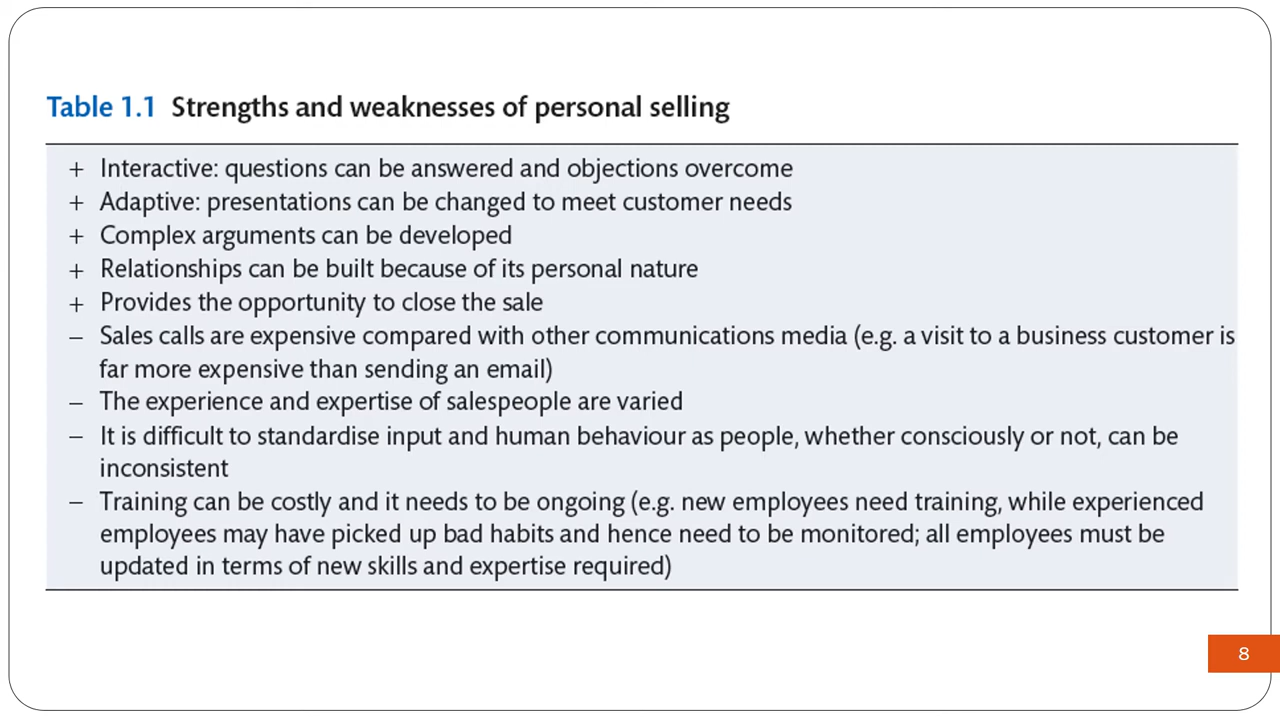 Table 1.1 Strengths and weaknesses of personal selling
+ Interactive: questions can be answered and objections overcome
+ Adaptive: presentations can be changed to meet customer needs
+ Complex arguments can be developed
+ Relationships can be built because of its personal nature
+ Provides the opportunity to close the sale
– Sales calls are expensive compared with other communications media (e.g. a visit to a business customer is
far more expensive than sending an email)
– The experience and expertise of salespeople are varied
– It is difficult to standardise input and human behaviour as people, whether consciously or not, can be
inconsistent
– Training can be costly and it needs to be ongoing (e.g. new employees need training, while experienced
employees may have picked up bad habits and hence need to be monitored; all employees must be
updated in terms of new skills and expertise required)
8